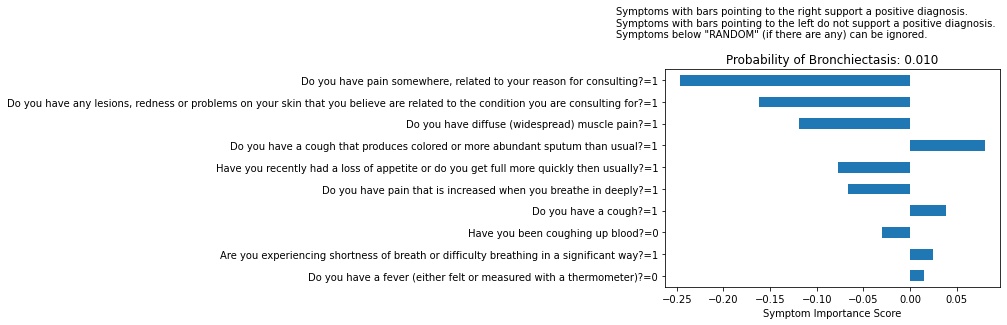 Symptoms with bars pointing to the right support a positive diagnosis.
Symptoms with bars pointing to the left do not support a positive diagnosis.
Symptoms below "RANDOM" (if there are any) can be ignored.
Probability of Bronchiectasis: 0.010
Do you have pain somewhere, related to your reason for consulting?=1
Do you have any lesions, redness or problems on your skin that you believe are related to the condition you are consulting for?=1
Do you have diffuse (widespread) muscle pain?=1
Do you have a cough that produces colored or more abundant sputum than usual?=1
Have you recently had a loss of appetite or do you get full more quickly then usually?=1
Do you have pain that is increased when you breathe in deeply?=1
Do you have a cough?=1
Have you been coughing up blood?=0
Are you experiencing shortness of breath or difficulty breathing in a significant way?=1
Do you have a fever (either felt or measured with a thermometer)?=0
−0.25 −0.20 −0.15 −0.10 −0.05 0.00 0.05
Symptom Importance Score